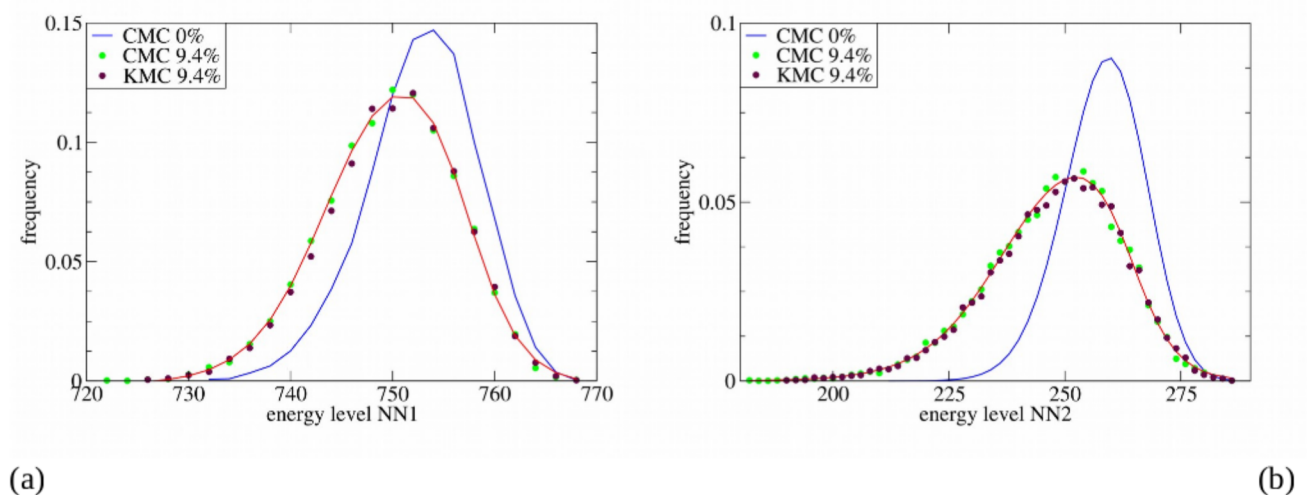 0.15
CMC 0%
CMC 9.4%
KMC 9.4%
0.1
frequency
0.05
0
720 730 740 750 760 770
energy level NN1
0.1
CMC 0%
CMC 9.4%
KMC 9.4%
frequency
0.05
0
200 225 250 275
energy level NN2
(a) (b)